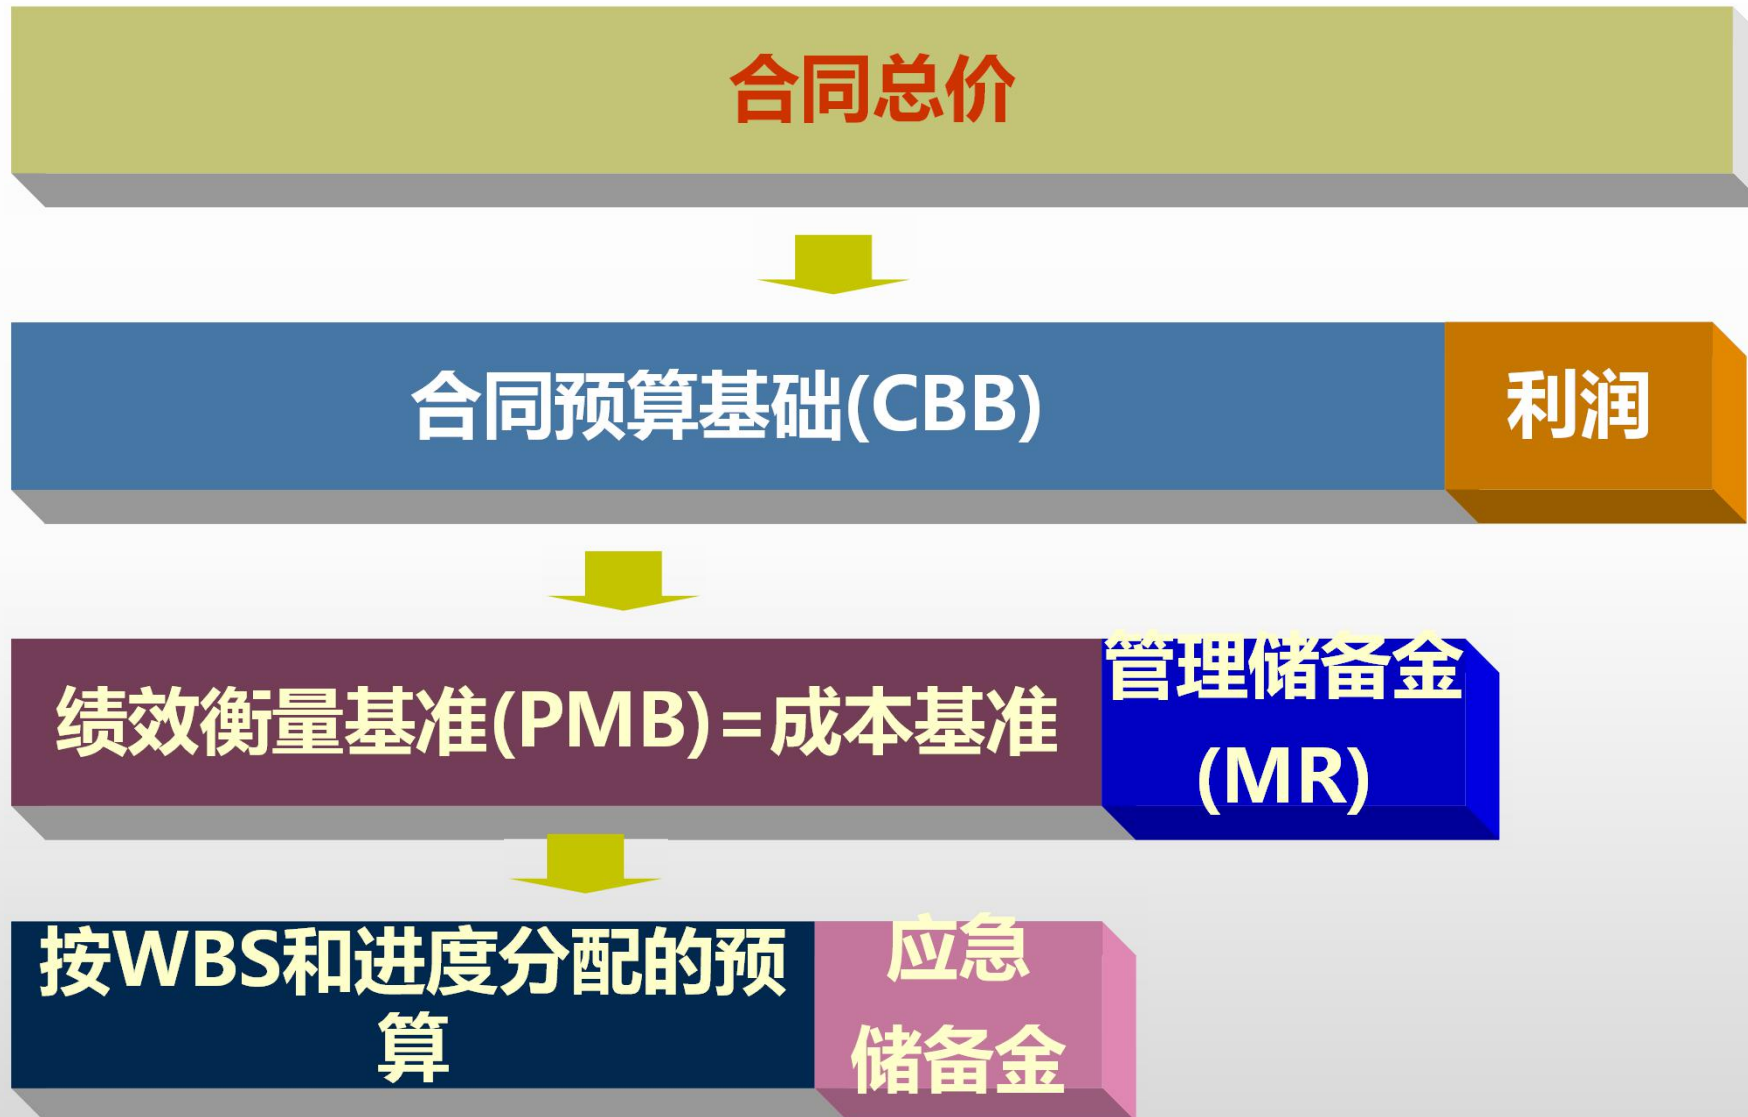 合同总价
合同预算基础(CBB)
利润
绩效衡量基准(PMB)=成本基准
管理储备金
(MR)
按WBS和进度分配的预
算
应急
储备金